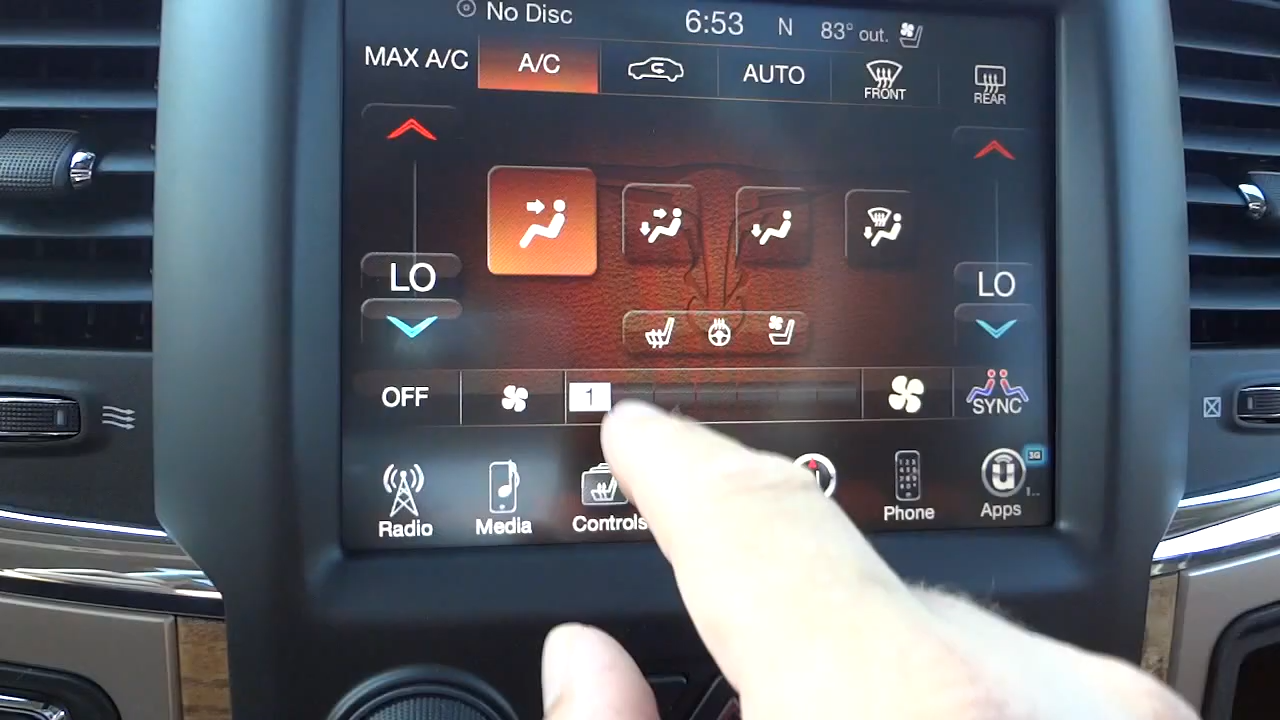 No Disc 6:53 N 83° out.
MAX A/C A/C AUTO FRONT REAR
LO LO
OFF 1 SYNC
3G
Radio Media Controls Phone Apps